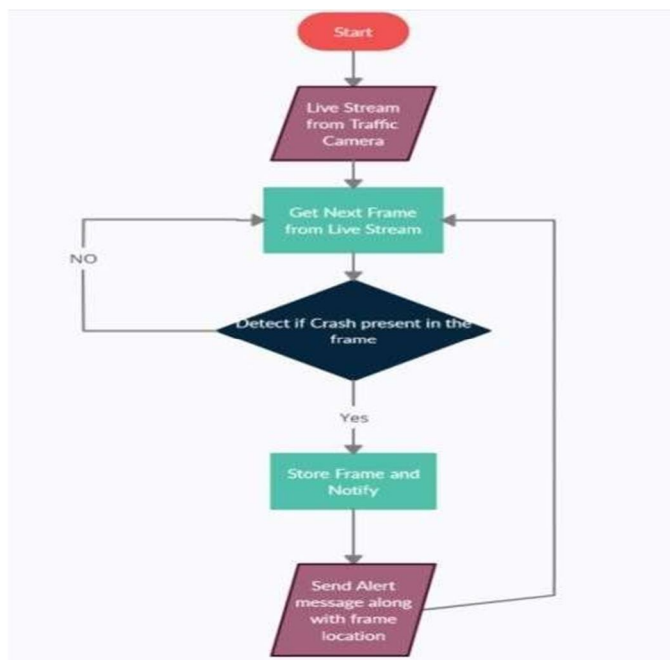 Start
Live Stream
from Traffic
Camera
Get Next Frame
from Live Stream
NO
Detect if Crash present in the
frame
Yes
Store Frame and
Notify
Send Alert
message along
with frame
location